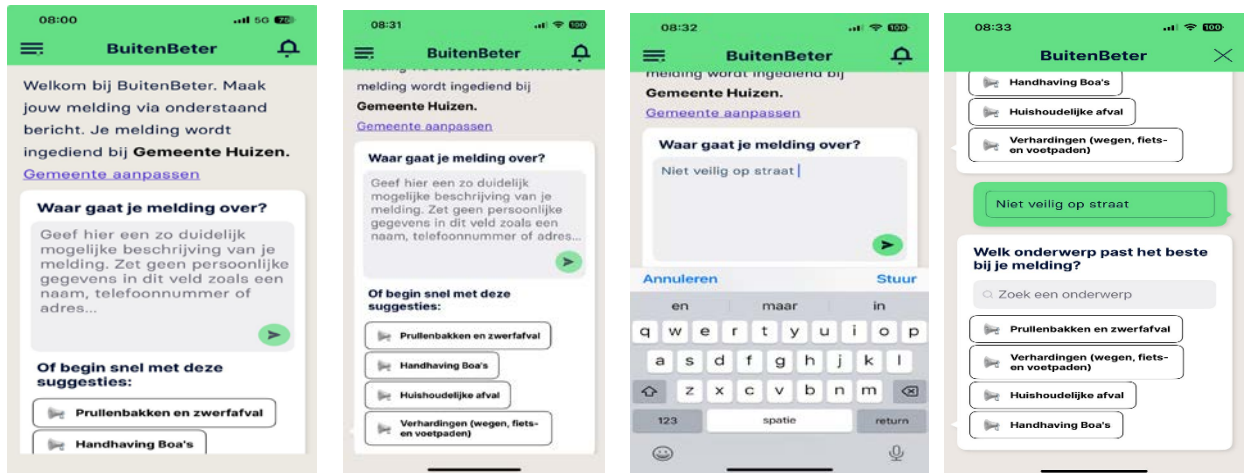 08:00
5G 70
BuitenBeter
Welkom bij BuitenBeter. Maak
jouw melding via onderstaand
bericht. Je melding wordt
ingediend bij Gemeente Huizen.
Gemeente aanpassen
Waar gaat je melding over?
Geef hier een zo duidelijk
mogelijke beschrijving van je
melding. Zet geen persoonlijke
gegevens in dit veld zoals een
naam, telefoonnummer of
adres...
Of begin snel met deze
suggesties:
Prullenbakken en zwerfafval
Handhaving Boa's
08:31
100
BuitenBeter
melding wordt ingediend bij
Gemeente Huizen.
Gemeente aanpassen
Waar gaat je melding over?
Geef hier een zo duidelijk
mogelijke beschrijving van je
melding. Zet geen persoonlijke
gegevens in dit veld zoals een
naam, telefoonnummer of adres...
Of begin snel met deze
suggesties:
Prullenbakken en zwerfafval
Handhaving Boa's
Huishoudelijke afval
Verhardingen (wegen, fiets-
en voetpaden)
08:32
100
BuitenBeter
melding wordt ingediend bij
Gemeente Huizen.
Gemeente aanpassen
Waar gaat je melding over?
Niet veilig op straat
Annuleren Stuur
en maar in
q w e r t y u i o p
a s d f g h j k l
z x c v b n m
123 spatie return
08:33
100
BuitenBeter
Handhaving Boa's
Huishoudelijke afval
Verhardingen (wegen, fiets-
en voetpaden)
Niet veilig op straat
Welk onderwerp past het beste
bij je melding?
Zoek een onderwerp
Prullenbakken en zwerfafval
Verhardingen (wegen, fiets-
en voetpaden)
Huishoudelijke afval
Handhaving Boa's